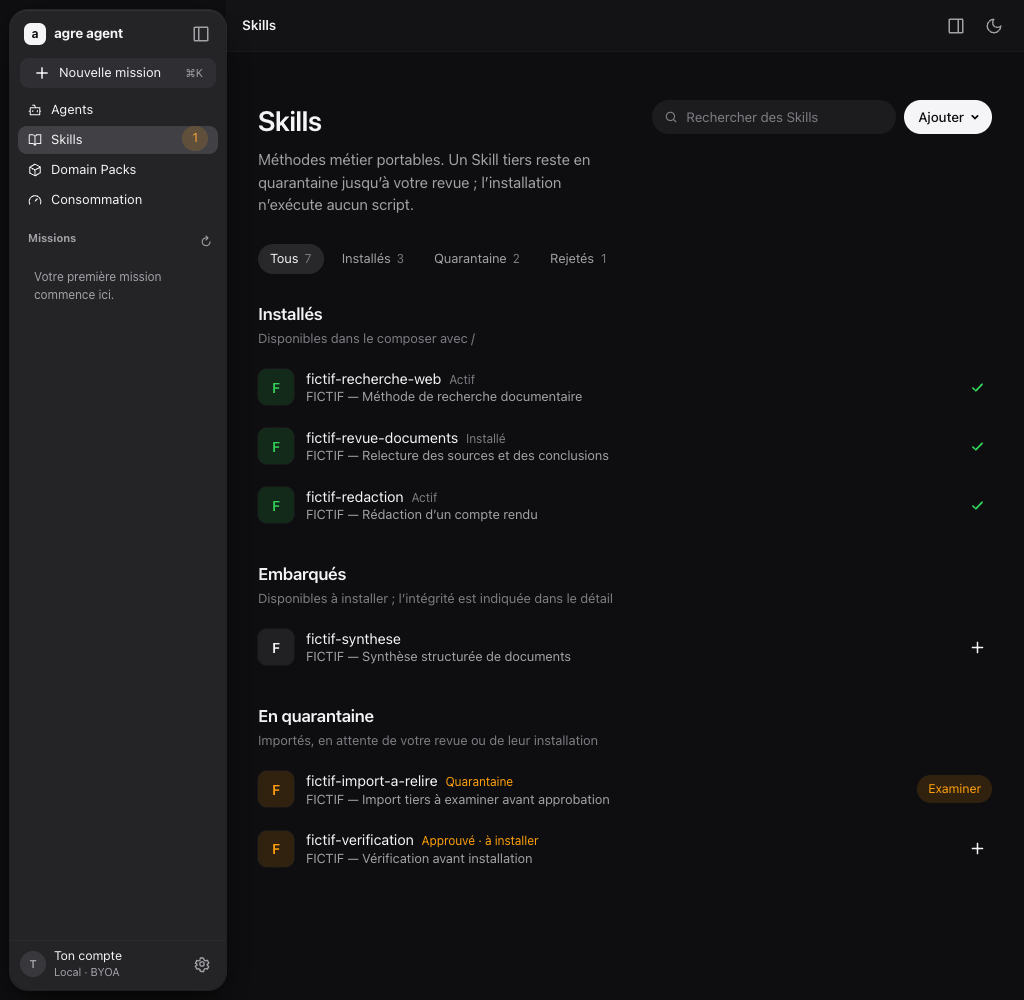 a agre agent
Nouvelle mission ⌘K
Agents
Skills 1
Domain Packs
Consommation
Missions
Votre première mission
commence ici.
Ton compte
T
Local · BYOA
Skills
Skills
Rechercher des Skills
Ajouter
Méthodes métier portables. Un Skill tiers reste en
quarantaine jusqu’à votre revue ; l’installation
n’exécute aucun script.
Tous 7 Installés 3 Quarantaine 2 Rejetés 1
Installés
Disponibles dans le composer avec /
F
fictif-recherche-web Actif
FICTIF — Méthode de recherche documentaire
F
fictif-revue-documents Installé
FICTIF — Relecture des sources et des conclusions
F
fictif-redaction Actif
FICTIF — Rédaction d’un compte rendu
Embarqués
Disponibles à installer ; l’intégrité est indiquée dans le détail
F
fictif-synthese
FICTIF — Synthèse structurée de documents
En quarantaine
Importés, en attente de votre revue ou de leur installation
F
fictif-import-a-relire Quarantaine
FICTIF — Import tiers à examiner avant approbation
Examiner
F
fictif-verification Approuvé · à installer
FICTIF — Vérification avant installation